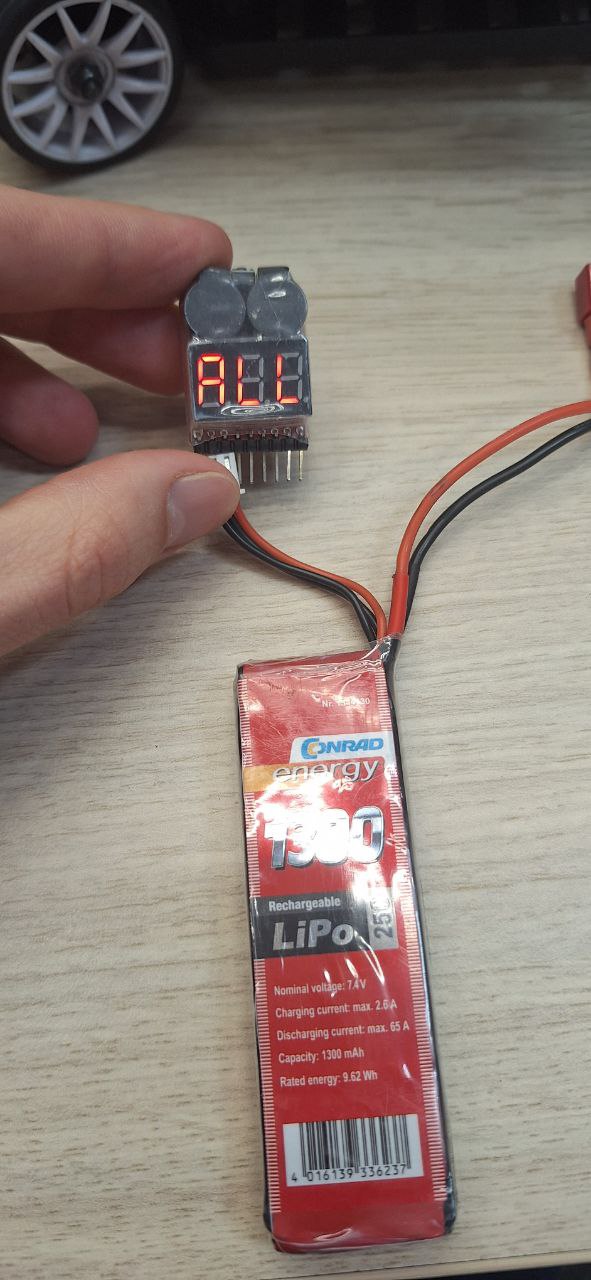 ALL
Nr.
CONRAD
energy
1300
Rechargeable
LiPo
25C
Nominal voltage: 7.4 V
Charging current: max. 2.6 A
Discharging current: max. 65 A
Capacity: 1300 mAh
Rated energy: 9.62 Wh
4 016139 336237